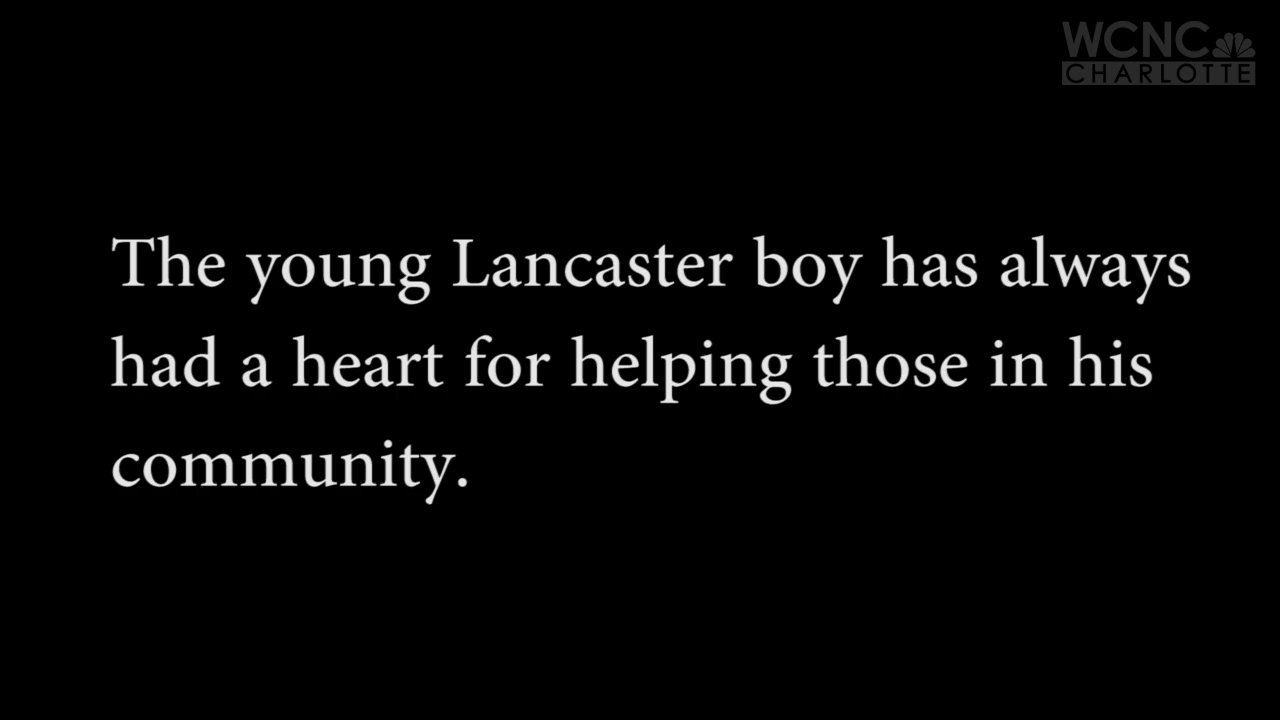 WCNC
CHARLOTTE
The young Lancaster boy has always
had a heart for helping those in his
community.